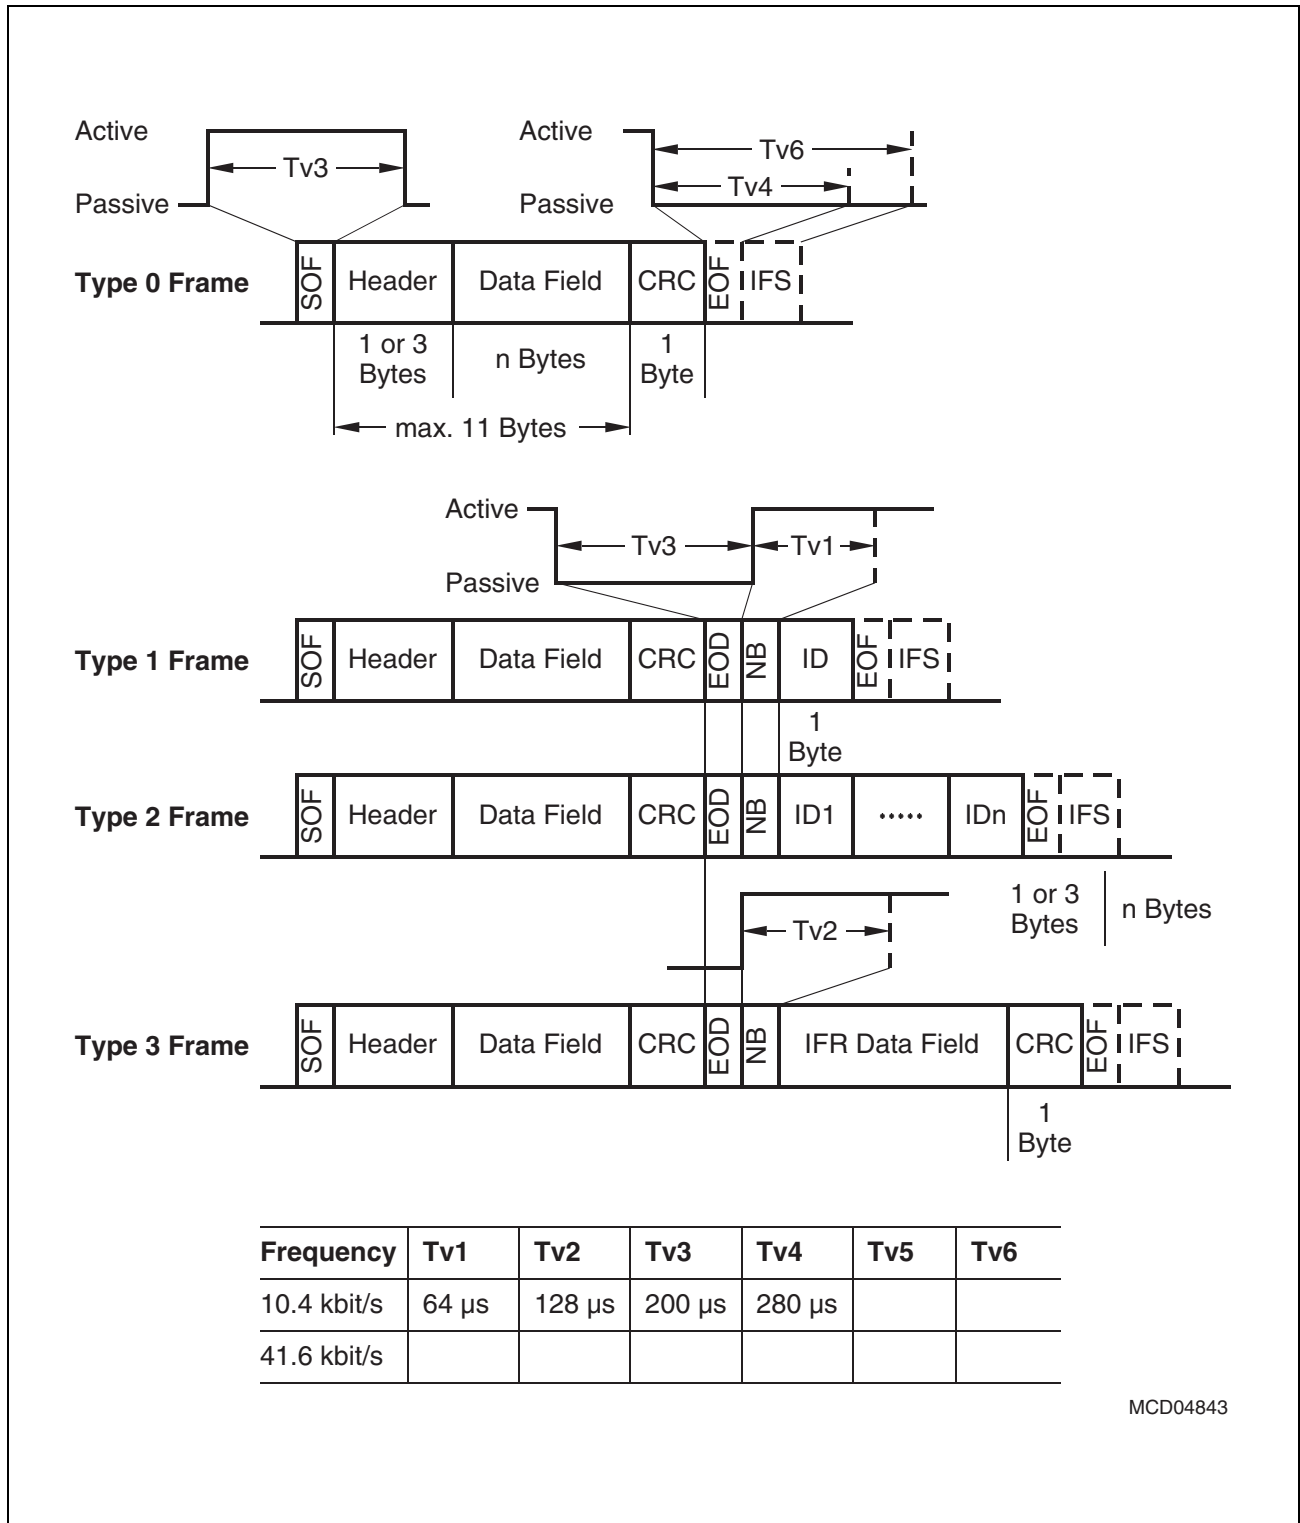 Active
Tv3
Passive
Active
Tv6
Tv4
Passive
Type 0 Frame
SOF
Header
Data Field
CRC
EOF
IFS
1 or 3
Bytes
n Bytes
1
Byte
max. 11 Bytes
Active
Tv3
Tv1
Passive
Type 1 Frame
SOF
Header
Data Field
CRC
EOD
NB
ID
EOF
IFS
1
Byte
Type 2 Frame
SOF
Header
Data Field
CRC
EOD
NB
ID1
.....
IDn
EOF
IFS
1 or 3
Bytes
n Bytes
Tv2
Type 3 Frame
SOF
Header
Data Field
CRC
EOD
NB
IFR Data Field
CRC
EOF
IFS
1
Byte
Frequency Tv1 Tv2 Tv3 Tv4 Tv5 Tv6
10.4 kbit/s 64 µs 128 µs 200 µs 280 µs
41.6 kbit/s
MCD04843